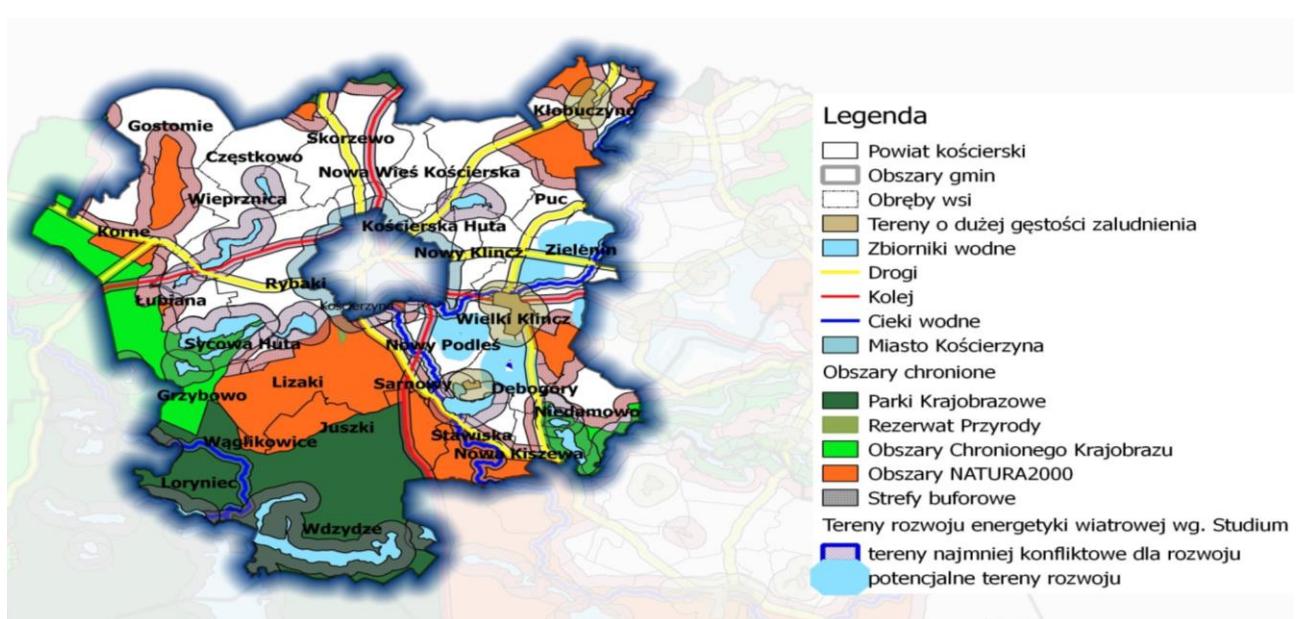 Gostomie
Kłobuczyno
Skorzewo
Częstkowo
Nowa Wieś Kościerska
Wieprznica
Puc
Korne
Kościerska Huta
Nowy Klincz
Zielenin
Rybaki
Łubiana
Kościerzyna
Wielki Klincz
Sycowa Huta
Nowy Podleś
Lizaki
Sarnowy
Dębogóry
Grzybowo
Niedamowo
Juszki
Wąglikowice
Stawiska
Nowa Kiszewa
Loryniec
Wdzydze
Legenda
Powiat kościerski
Obszary gmin
Obręby wsi
Tereny o dużej gęstości zaludnienia
Zbiorniki wodne
Drogi
Kolej
Cieki wodne
Miasto Kościerzyna
Obszary chronione
Parki Krajobrazowe
Rezerwat Przyrody
Obszary Chronionego Krajobrazu
Obszary NATURA2000
Strefy buforowe
Tereny rozwoju energetyki wiatrowej wg. Studium
tereny najmniej konfliktowe dla rozwoju
potencjalne tereny rozwoju